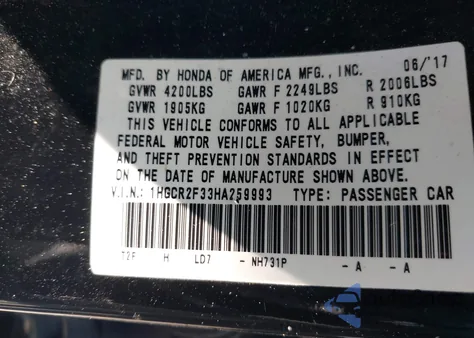 MFD. BY HONDA OF AMERICA MFG., INC. 06/'17
GVWR 4200LBS GAWR F 2249LBS R 2006LBS
GVWR 1905KG GAWR F 1020KG R 910KG
THIS VEHICLE CONFORMS TO ALL APPLICABLE
FEDERAL MOTOR VEHICLE SAFETY, BUMPER,
AND THEFT PREVENTION STANDARDS IN EFFECT
ON THE DATE OF MANUFACTURE SHOWN ABOVE.
V.I.N.: 1HGCR2F33HA259993 TYPE: PASSENGER CAR
T2F H LD7 - NH731P -A -A